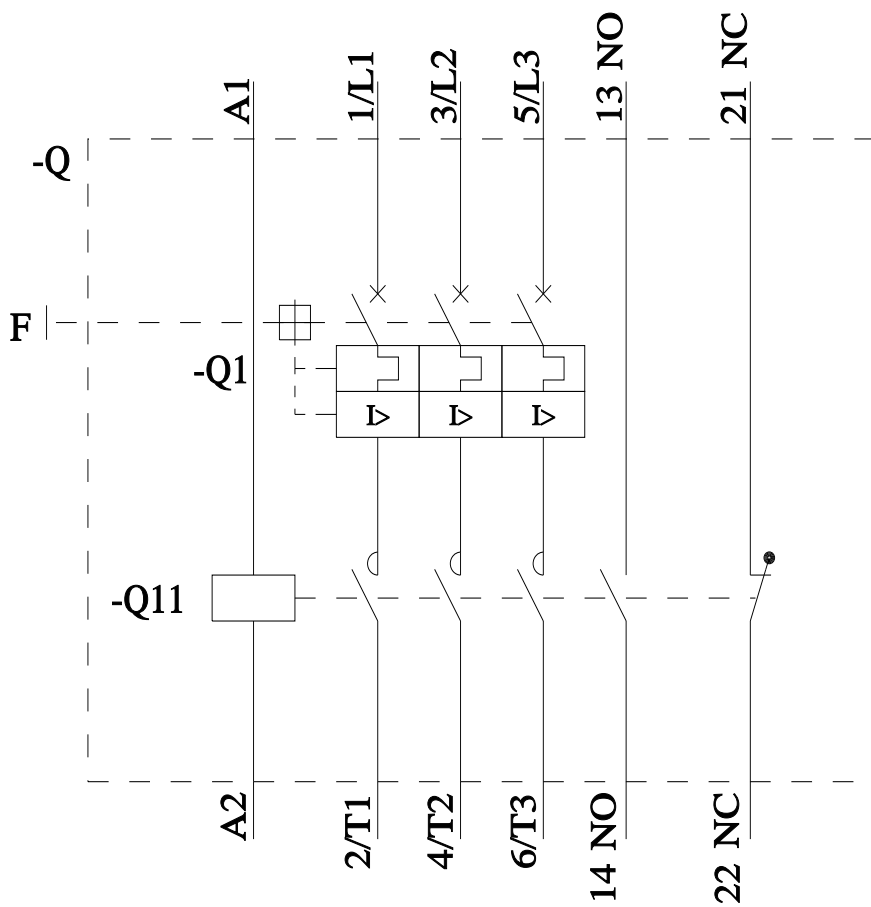 A1
1/L1
3/L2
5/L3
13 NO
21 NC
-Q
F
-Q1
I>
I>
I>
-Q11
A2
2/T1
4/T2
6/T3
14 NO
22 NC